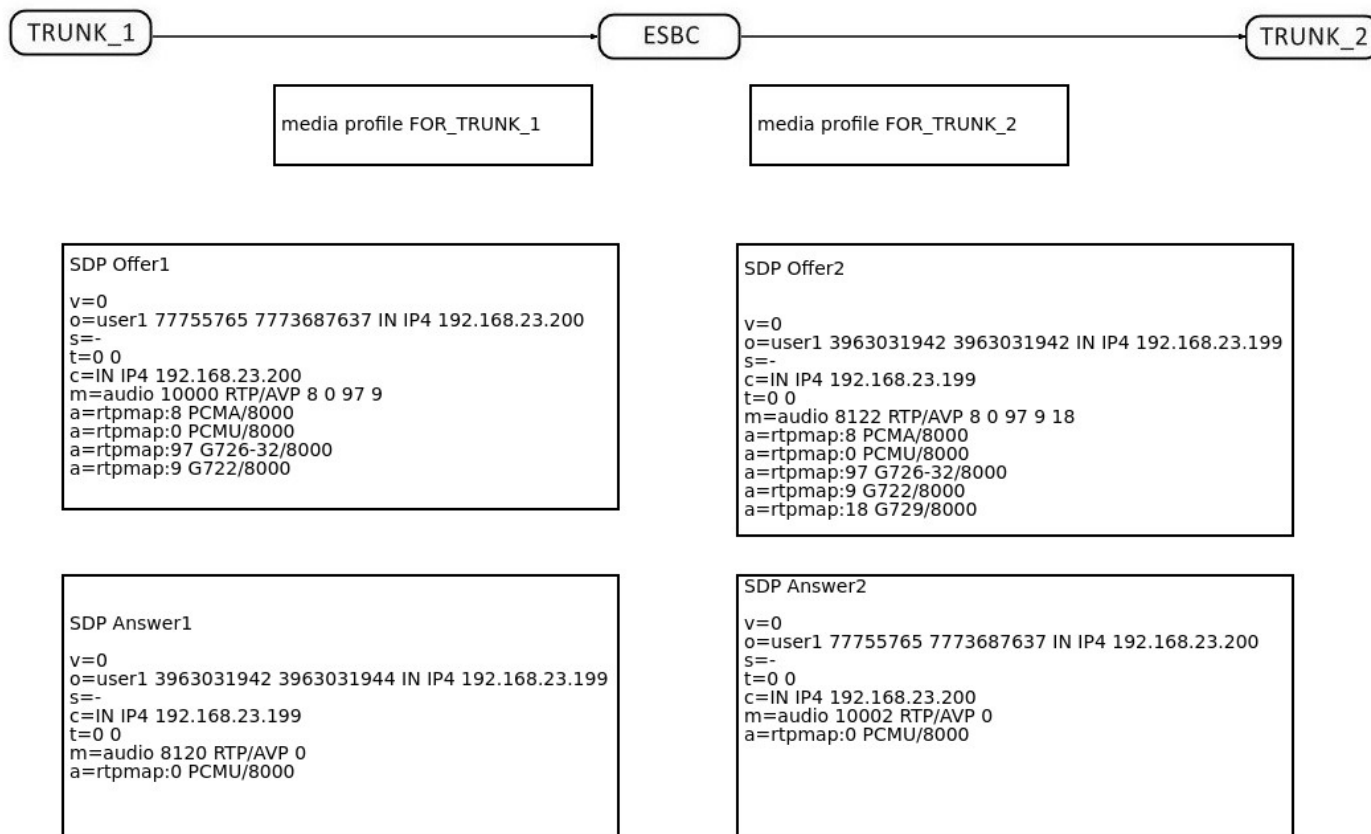 TRUNK_1
ESBC
TRUNK_2
media profile FOR_TRUNK_1
media profile FOR_TRUNK_2
SDP Offer1
v=0
o=user1 77755765 7773687637 IN IP4 192.168.23.200
s=-
t=0 0
c=IN IP4 192.168.23.200
m=audio 10000 RTP/AVP 8 0 97 9
a=rtpmap:8 PCMA/8000
a=rtpmap:0 PCMU/8000
a=rtpmap:97 G726-32/8000
a=rtpmap:9 G722/8000
SDP Offer2
v=0
o=user1 3963031942 3963031942 IN IP4 192.168.23.199
s=-
c=IN IP4 192.168.23.199
t=0 0
m=audio 8122 RTP/AVP 8 0 97 9 18
a=rtpmap:8 PCMA/8000
a=rtpmap:0 PCMU/8000
a=rtpmap:97 G726-32/8000
a=rtpmap:9 G722/8000
a=rtpmap:18 G729/8000
SDP Answer1
v=0
o=user1 3963031942 3963031944 IN IP4 192.168.23.199
s=-
c=IN IP4 192.168.23.199
t=0 0
m=audio 8120 RTP/AVP 0
a=rtpmap:0 PCMU/8000
SDP Answer2
v=0
o=user1 77755765 7773687637 IN IP4 192.168.23.200
s=-
t=0 0
c=IN IP4 192.168.23.200
m=audio 10002 RTP/AVP 0
a=rtpmap:0 PCMU/8000